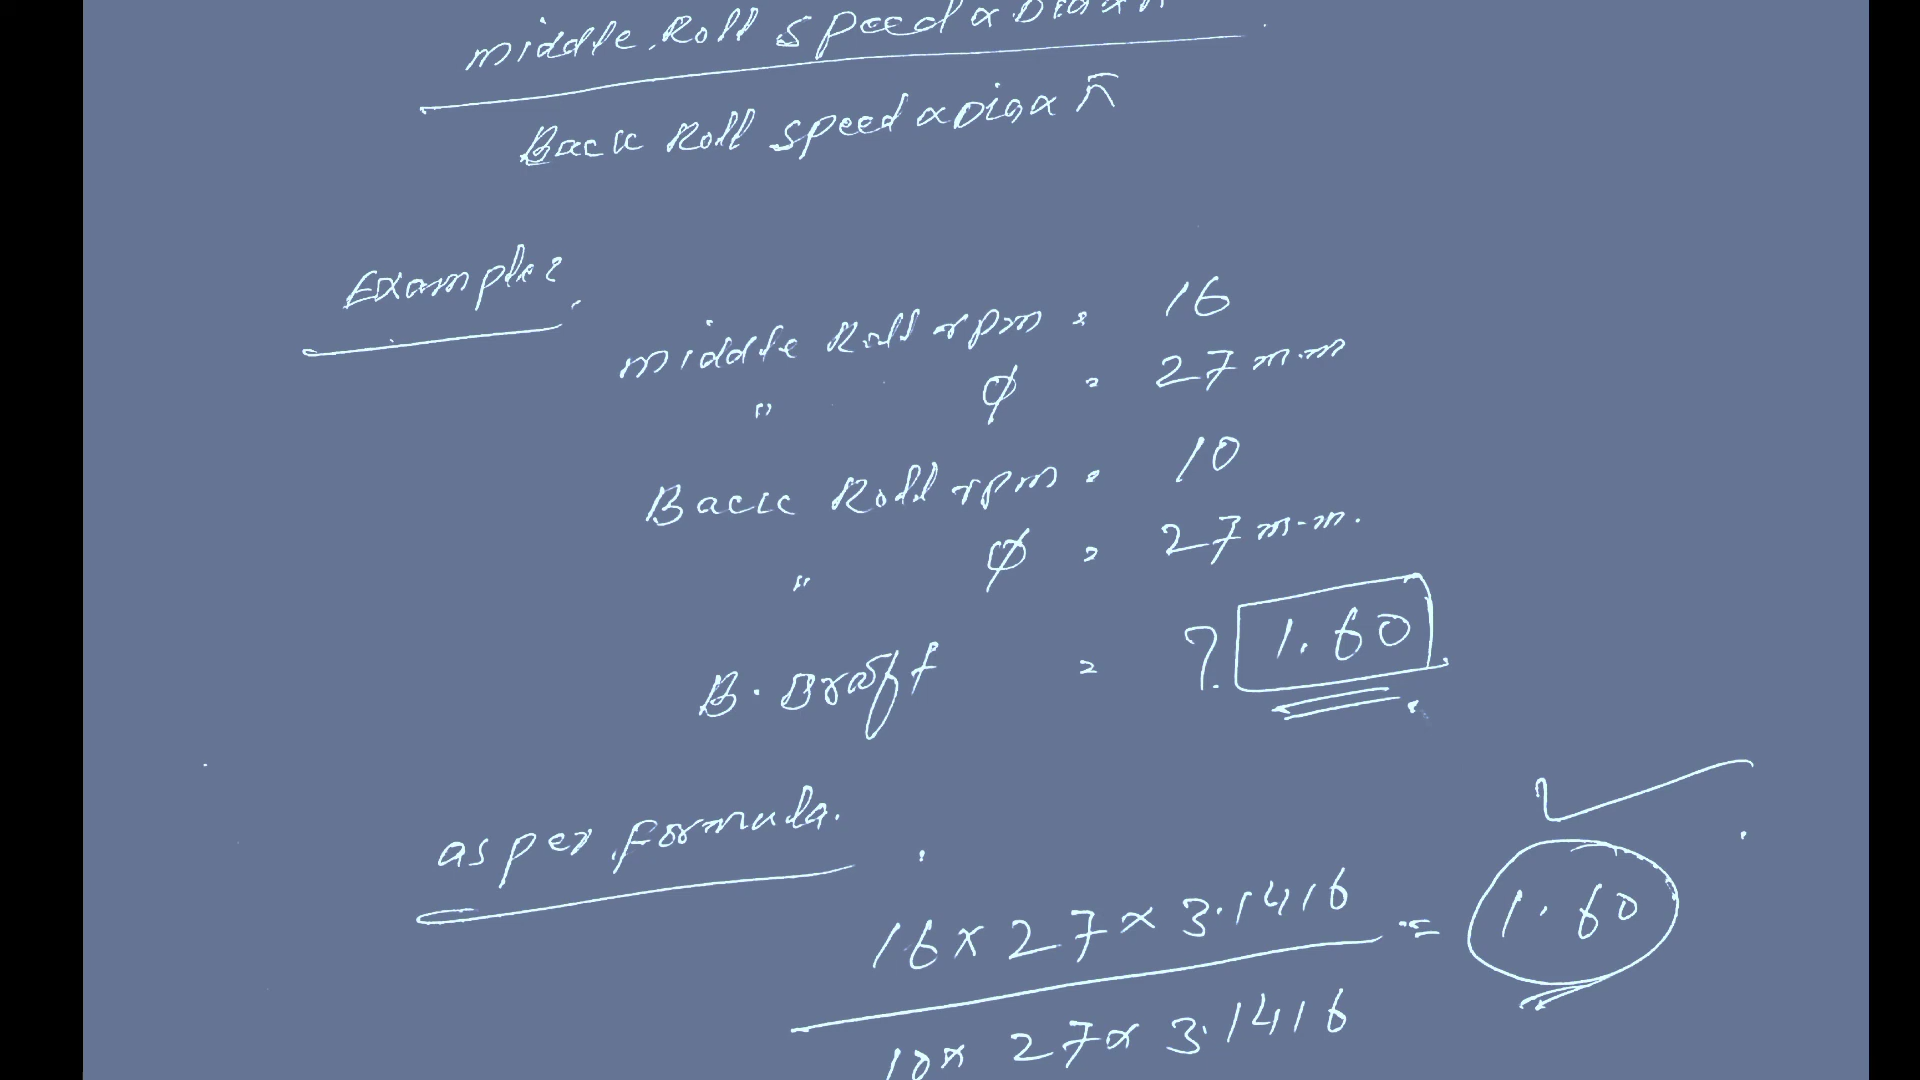 middle Roll speed x Dia x π
Back Roll speed x Dia x π
Example:
middle Roll rpm = 16
" φ = 27 m.m
Back Roll rpm = 10
" φ = 27 m.m.
B. Draft = ? 1.60
as per formula.
16 x 27 x 3.1416 = 1.60
10 x 27 x 3.1416